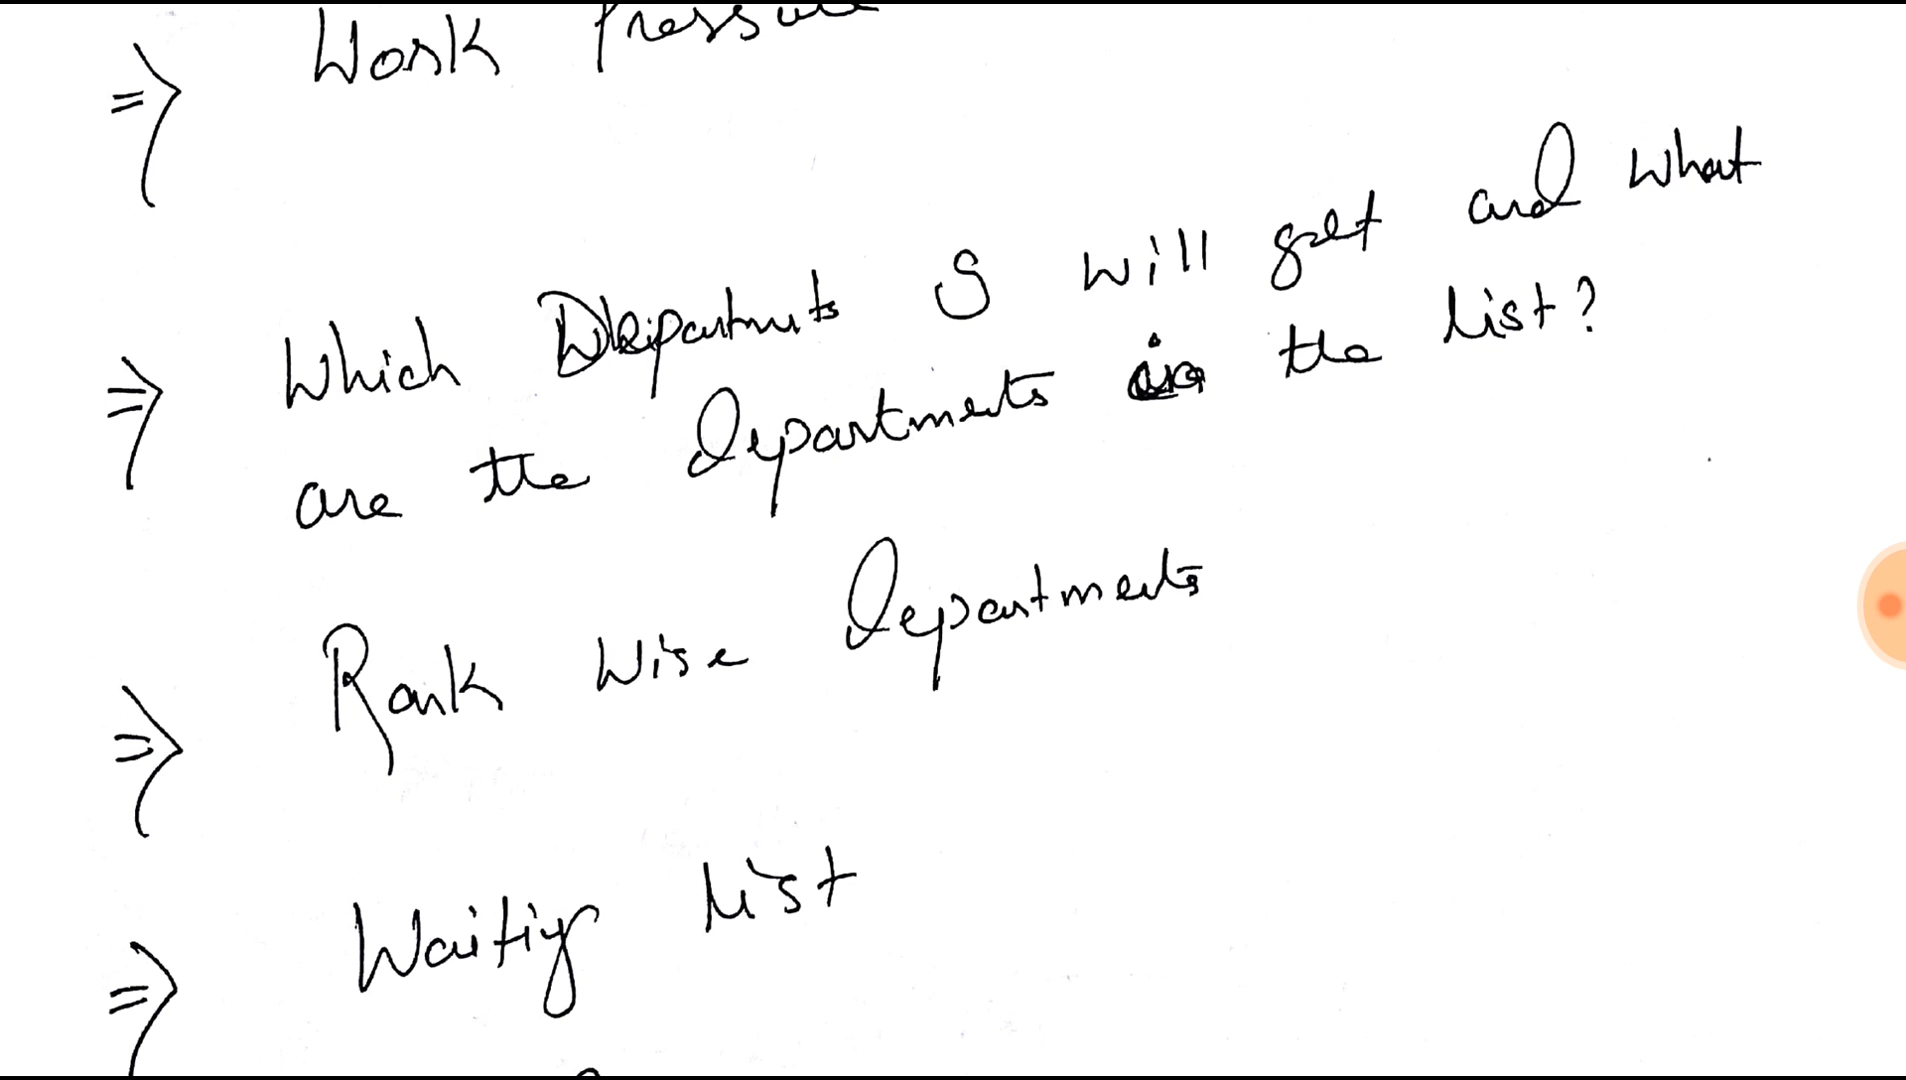 => Work Pressure
=> Which Departments I will get and what
are the departments in the list?
=> Rank wise Departments
=> Waiting list